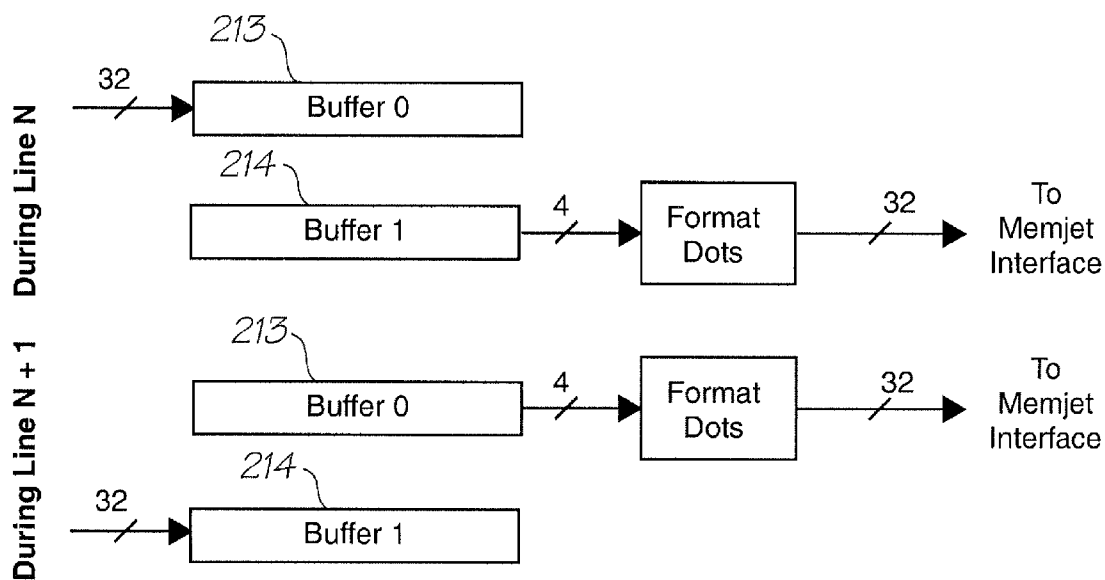 213
32
Buffer 0
During Line N
214
Buffer 1
4
Format
Dots
32
To
Memjet
Interface
213
Buffer 0
4
Format
Dots
32
To
Memjet
Interface
During Line N + 1
214
32
Buffer 1